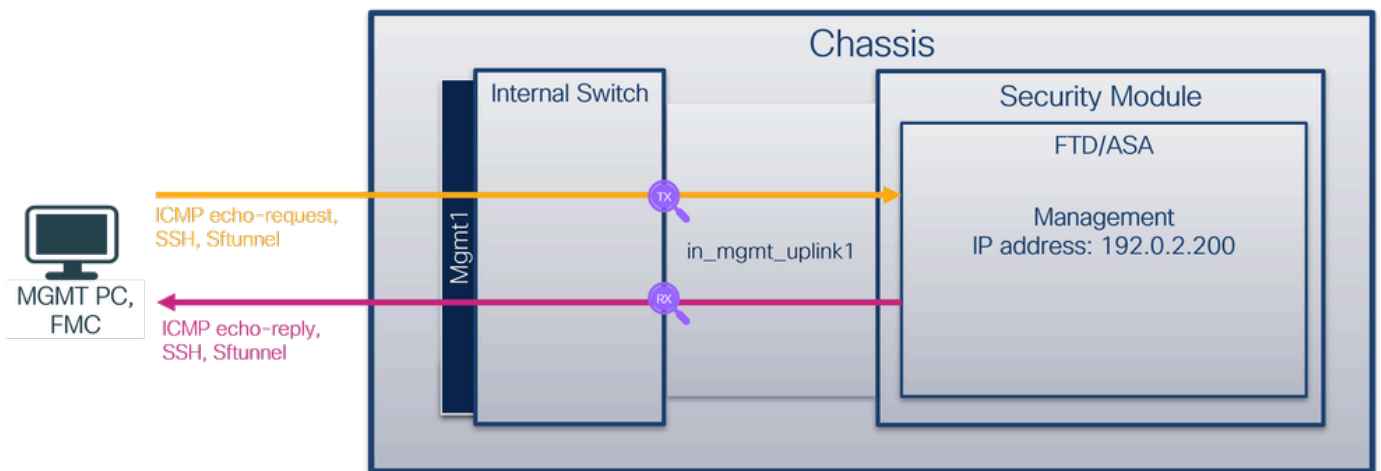 Chassis
Internal Switch
Security Module
FTD/ASA
TX
ICMP echo-request,
SSH, Sftunnel
Management
IP address: 192.0.2.200
Mgmt1
in_mgmt_uplink1
MGMT PC,
FMC
RX
ICMP echo-reply,
SSH, Sftunnel